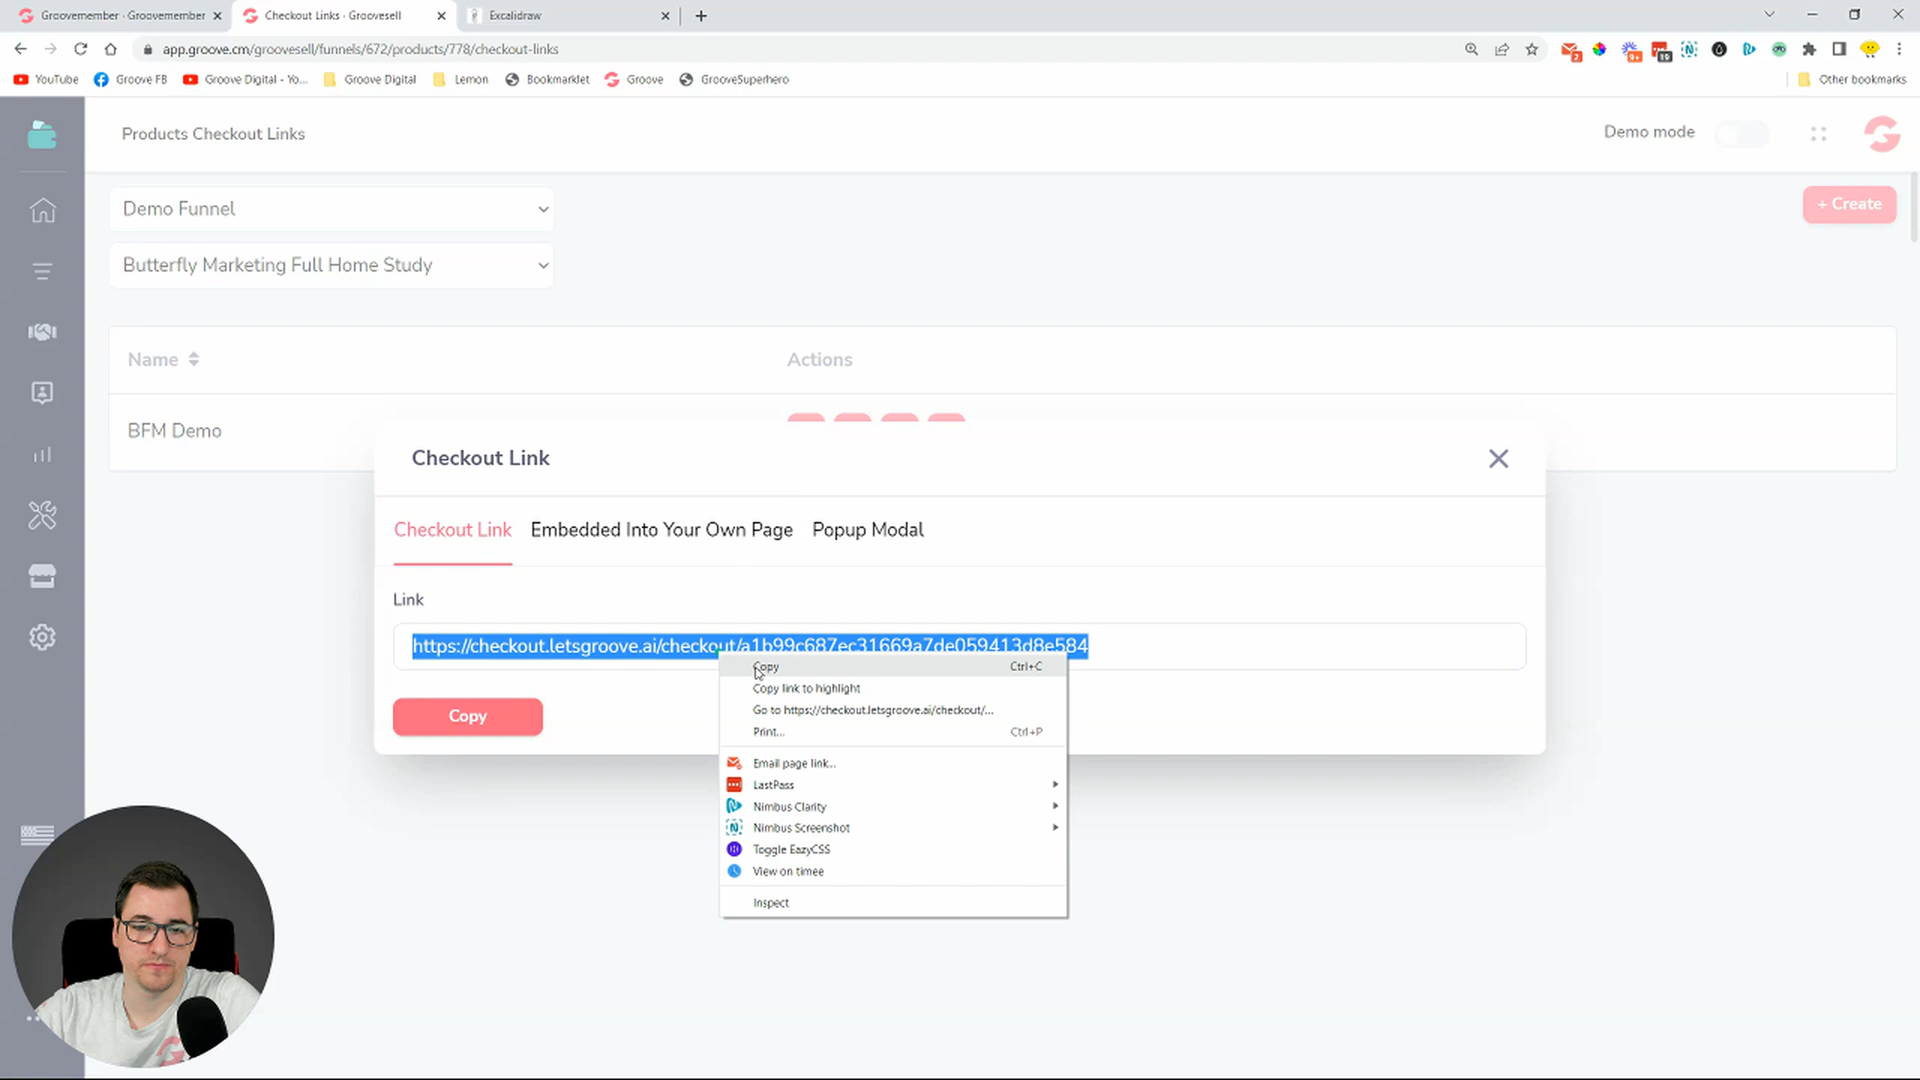 Groovemember · Groovemember
Checkout Links · Groovesell
Excalidraw
app.groove.cm/groovesell/funnels/672/products/778/checkout-links
YouTube
Groove FB
Groove Digital - Yo...
Groove Digital
Lemon
Bookmarklet
Groove
GrooveSuperhero
Other bookmarks
Products Checkout Links
Demo mode
Demo Funnel
+ Create
Butterfly Marketing Full Home Study
Name
Actions
BFM Demo
Checkout Link
Checkout Link
Embedded Into Your Own Page
Popup Modal
Link
https://checkout.letsgroove.ai/checkout/a1b99c687ec31669a7de059413d8e584
Copy
Copy Ctrl+C
Copy link to highlight
Go to https://checkout.letsgroove.ai/checkout/...
Print... Ctrl+P
Email page link...
LastPass
Nimbus Clarity
Nimbus Screenshot
Toggle EazyCSS
View on timee
Inspect